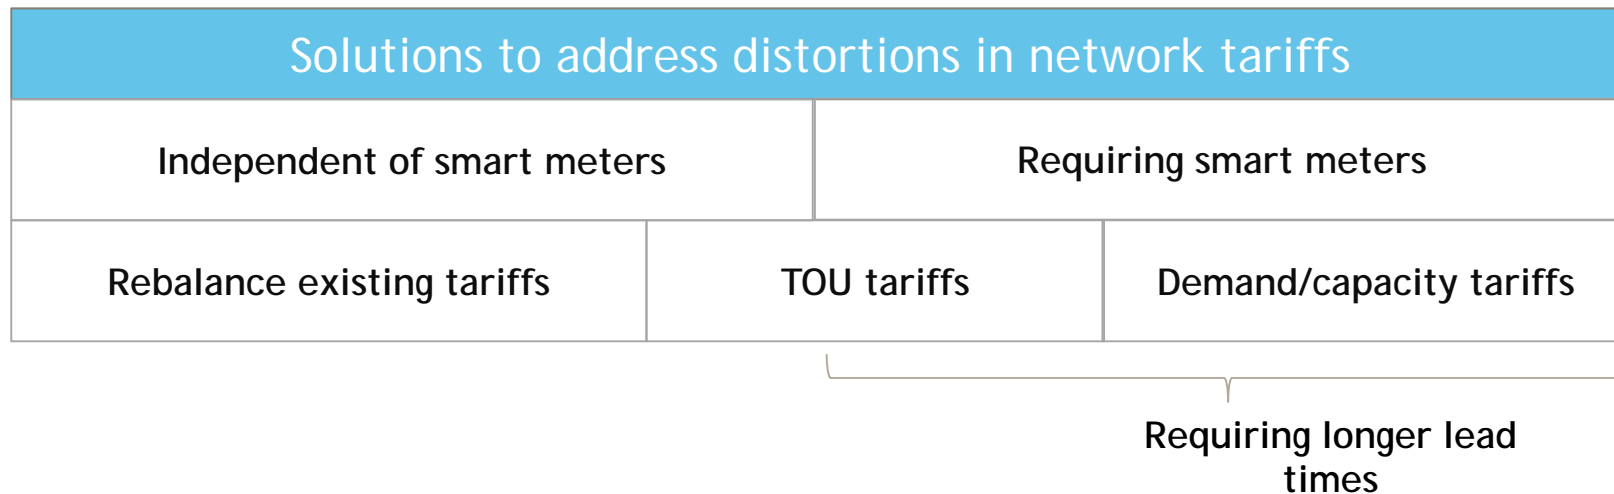 Solutions to address distortions in network tariffs
Independent of smart meters
Requiring smart meters
Rebalance existing tariffs
TOU tariffs
Demand/capacity tariffs
Requiring longer lead
times